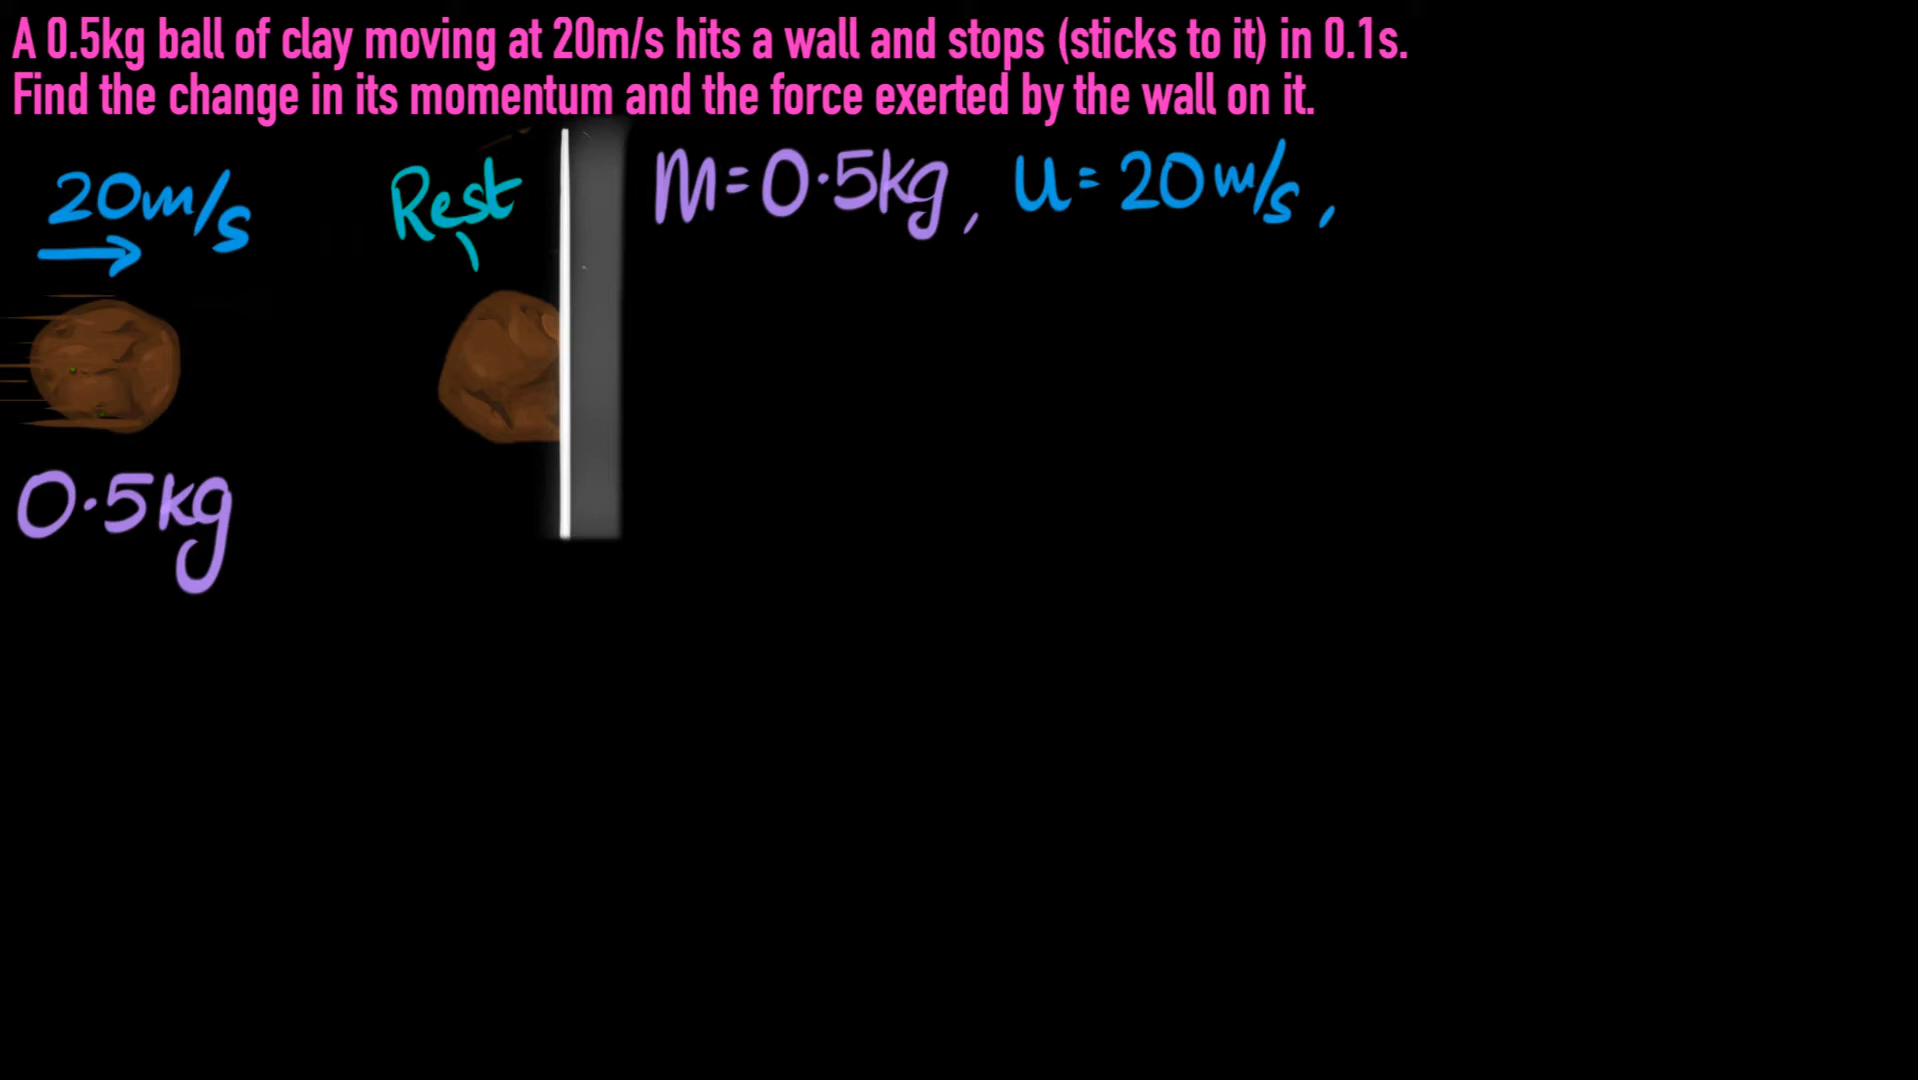 A 0.5kg ball of clay moving at 20m/s hits a wall and stops (sticks to it) in 0.1s.
Find the change in its momentum and the force exerted by the wall on it.
20m/s
Rest
m=0.5kg, u=20m/s,
0.5kg